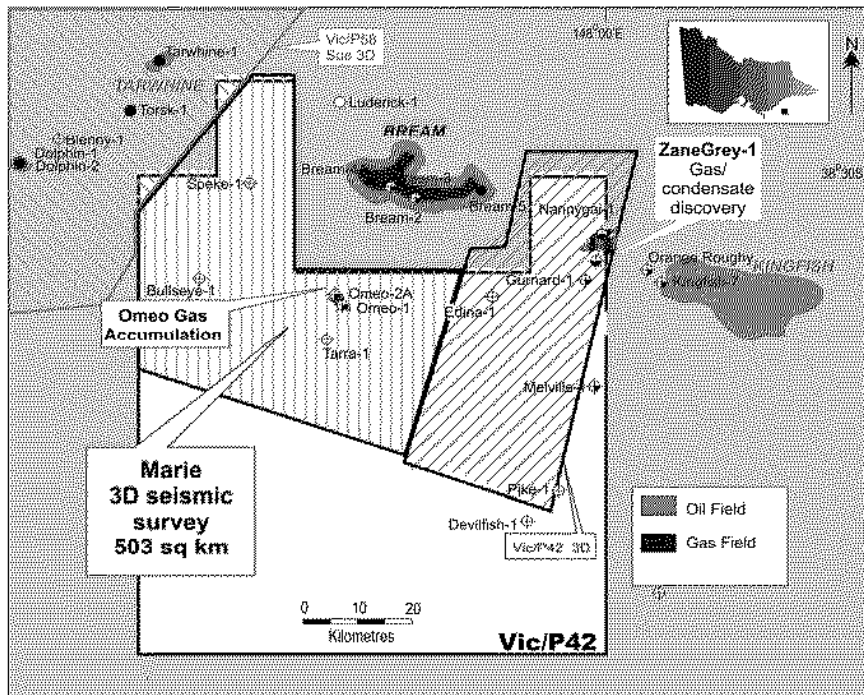 Vic/P68
Sue 3D
148°00'E
N
Tarwhine-1
TARWHINE
Torsk-1
Luderick-1
BREAM
Blenny-1
Dolphin-1
Dolphin-2
Speke-1
Bream-2
Bream-5
Nannygai-1
ZaneGrey-1
Gas/
condensate
discovery
38°30'S
Orange Roughy
KINGFISH
Kingfish-7
Gurnard-1
Bullseye-1
Omeo Gas
Accumulation
Omeo-2A
Omeo-1
Edina-1
Tarra-1
Melville-1
Marie
3D seismic
survey
503 sq km
Pike-1
Devilfish-1
Vic/P42 3D
Oil Field
Gas Field
0 10 20
Kilometres
Vic/P42